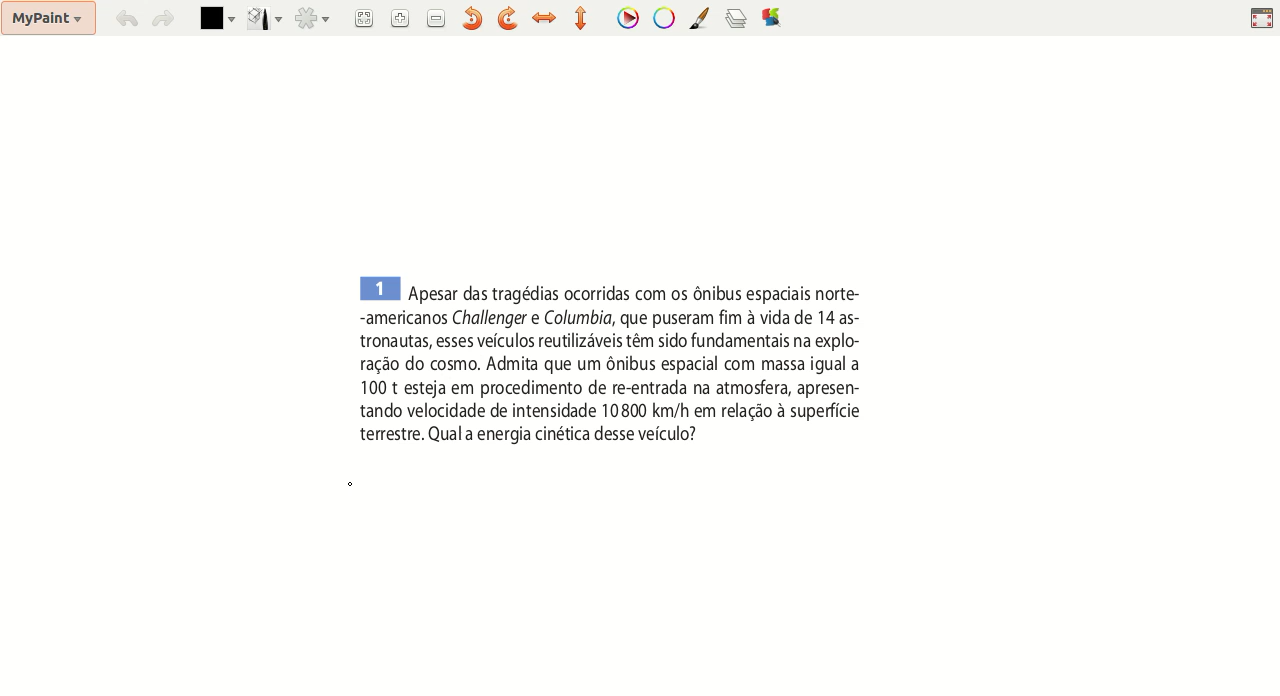 MyPaint
1 Apesar das tragédias ocorridas com os ônibus espaciais norte-
-americanos Challenger e Columbia, que puseram fim à vida de 14 as-
tronautas, esses veículos reutilizáveis têm sido fundamentais na explo-
ração do cosmo. Admita que um ônibus espacial com massa igual a
100 t esteja em procedimento de re-entrada na atmosfera, apresen-
tando velocidade de intensidade 10 800 km/h em relação à superfície
terrestre. Qual a energia cinética desse veículo?